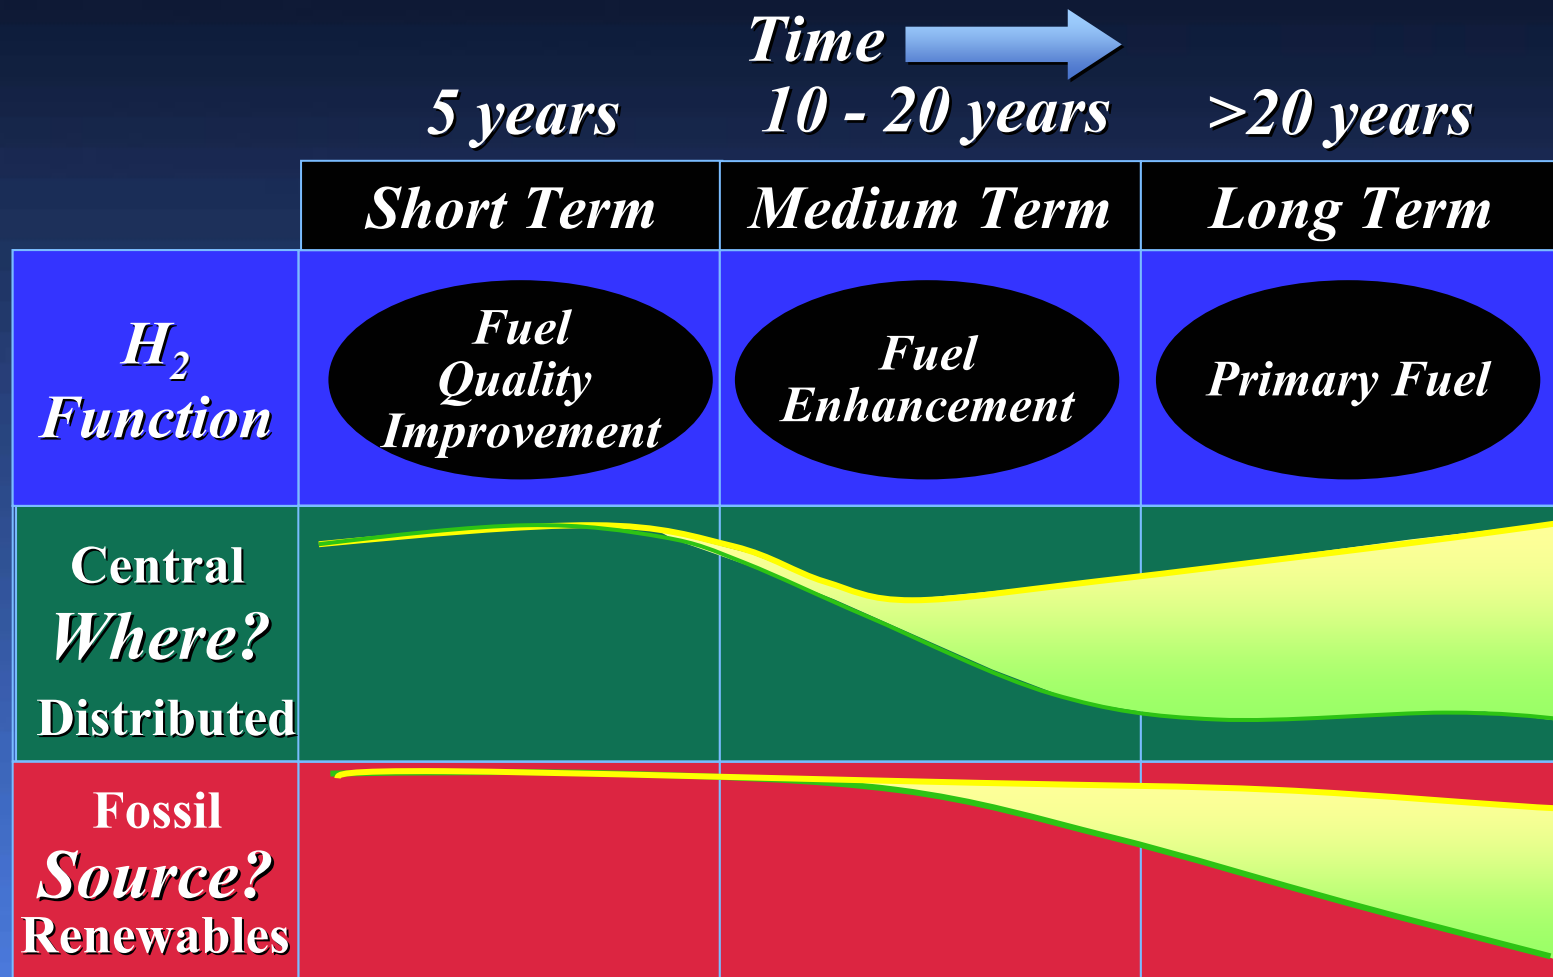 Time
5 years
10 - 20 years
>20 years
Short Term
Medium Term
Long Term
H₂
Function
Fuel
Quality
Improvement
Fuel
Enhancement
Primary Fuel
Central
Where?
Distributed
Fossil
Source?
Renewables